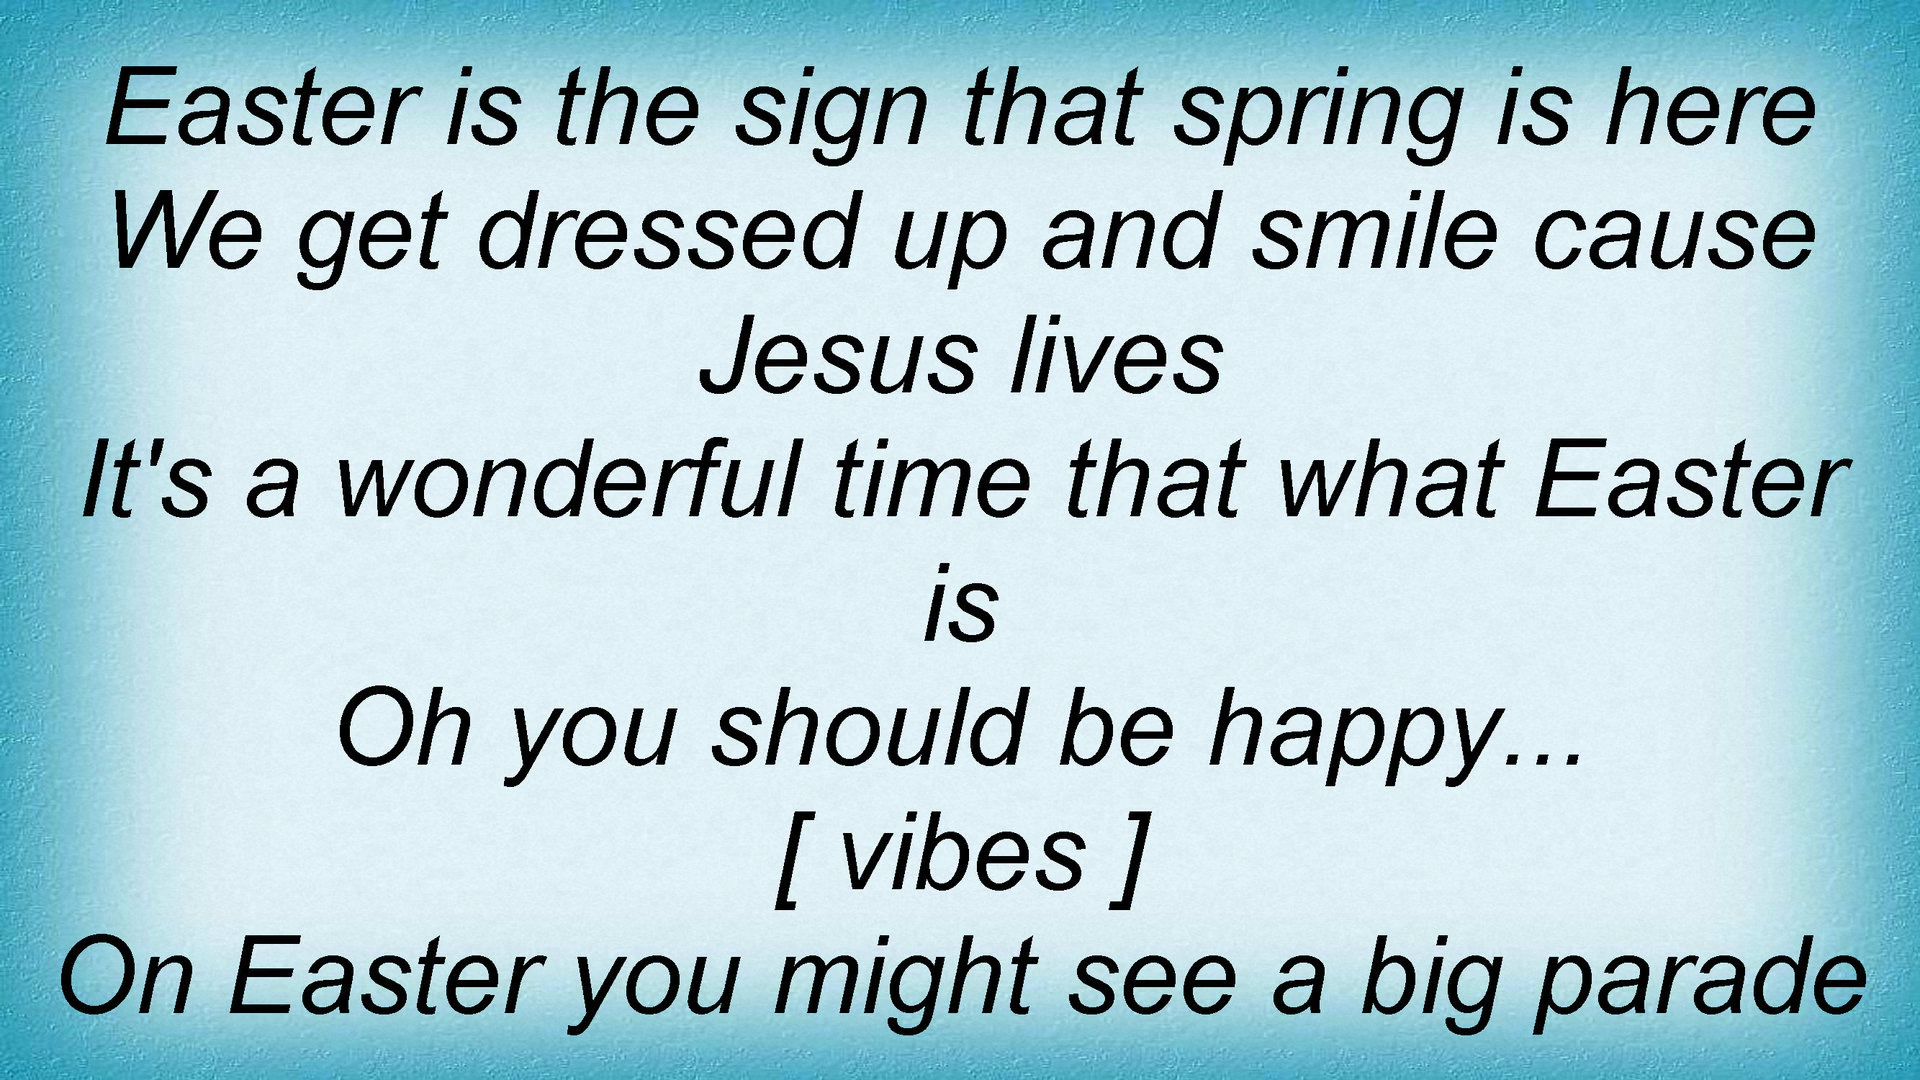 Easter is the sign that spring is here
We get dressed up and smile cause
Jesus lives
It's a wonderful time that what Easter
is
Oh you should be happy...
[ vibes ]
On Easter you might see a big parade